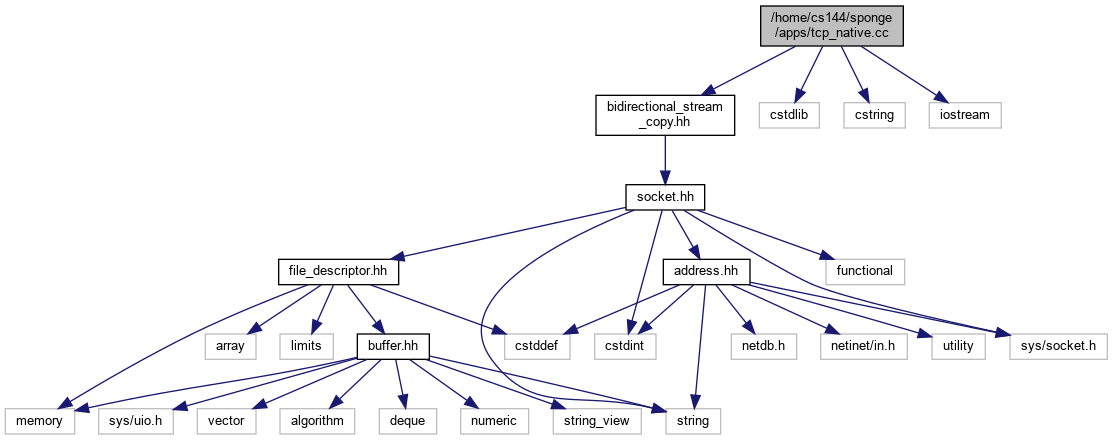 /home/cs144/sponge
/apps/tcp_native.cc
bidirectional_stream
_copy.hh
cstdlib
cstring
iostream
socket.hh
file_descriptor.hh
address.hh
functional
array
limits
buffer.hh
cstddef
cstdint
netdb.h
netinet/in.h
utility
sys/socket.h
memory
sys/uio.h
vector
algorithm
deque
numeric
string_view
string